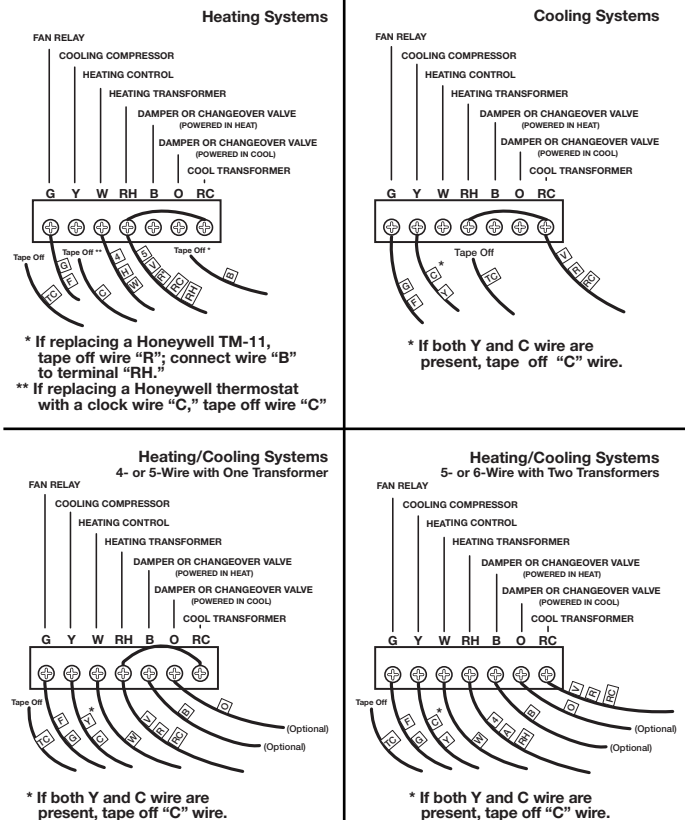 Heating Systems
FAN RELAY
COOLING COMPRESSOR
HEATING CONTROL
HEATING TRANSFORMER
DAMPER OR CHANGEOVER VALVE
(POWERED IN HEAT)
DAMPER OR CHANGEOVER VALVE
(POWERED IN COOL)
COOL TRANSFORMER
G Y W RH B O RC
Tape Off
Tape Off **
Tape Off *
TC
G
F
C
4
H
W
5
V
R*
RC
RH
B
* If replacing a Honeywell TM-11,
tape off wire “R”; connect wire “B”
to terminal “RH.”
** If replacing a Honeywell thermostat
with a clock wire “C,” tape off wire “C”
Cooling Systems
FAN RELAY
COOLING COMPRESSOR
HEATING CONTROL
HEATING TRANSFORMER
DAMPER OR CHANGEOVER VALVE
(POWERED IN HEAT)
DAMPER OR CHANGEOVER VALVE
(POWERED IN COOL)
COOL TRANSFORMER
G Y W RH B O RC
Tape Off
G
F
C *
Y
TC
V
R
RC
* If both Y and C wire are
present, tape off “C” wire.
Heating/Cooling Systems
4- or 5-Wire with One Transformer
FAN RELAY
COOLING COMPRESSOR
HEATING CONTROL
HEATING TRANSFORMER
DAMPER OR CHANGEOVER VALVE
(POWERED IN HEAT)
DAMPER OR CHANGEOVER VALVE
(POWERED IN COOL)
COOL TRANSFORMER
G Y W RH B O RC
Tape Off
TC
F
G
Y *
C
W
V
R
RC
B
O
(Optional)
(Optional)
* If both Y and C wire are
present, tape off “C” wire.
Heating/Cooling Systems
5- or 6-Wire with Two Transformers
FAN RELAY
COOLING COMPRESSOR
HEATING CONTROL
HEATING TRANSFORMER
DAMPER OR CHANGEOVER VALVE
(POWERED IN HEAT)
DAMPER OR CHANGEOVER VALVE
(POWERED IN COOL)
COOL TRANSFORMER
G Y W RH B O RC
Tape Off
TC
F
G
C *
Y
W
4
A
RH
B
O
V
R
RC
(Optional)
(Optional)
* If both Y and C wire are
present, tape off “C” wire.